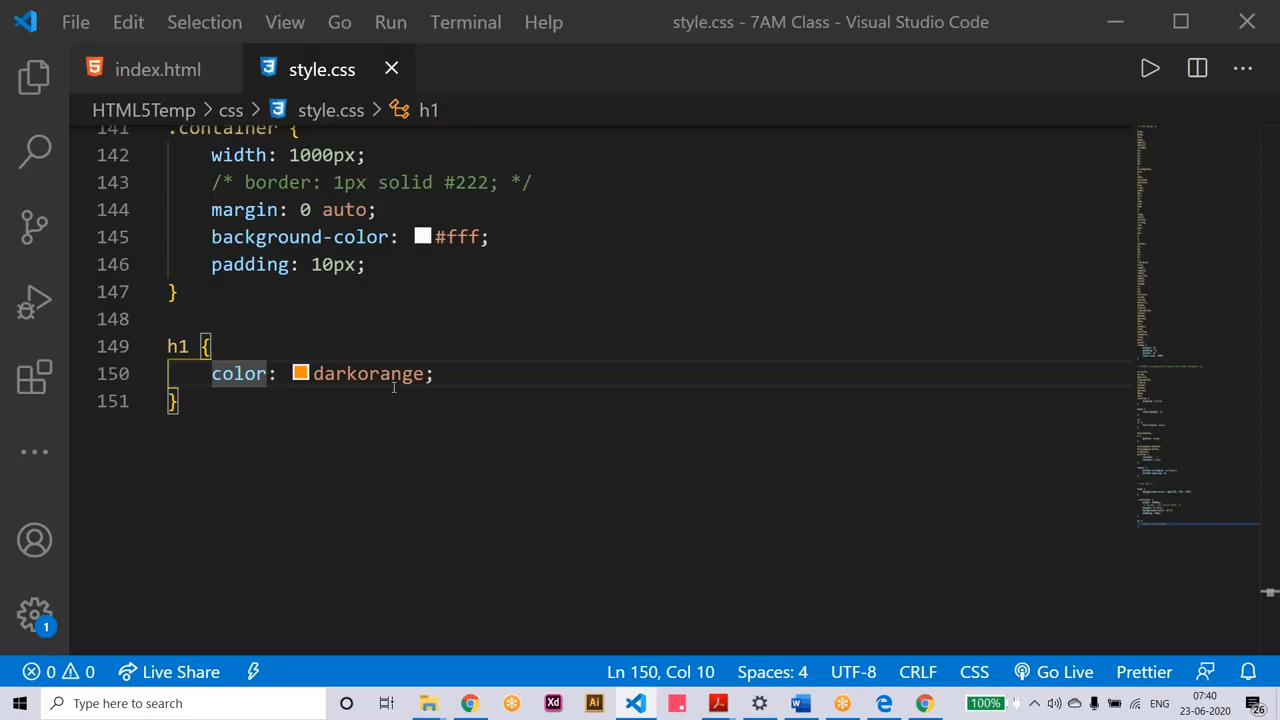 File Edit Selection View Go Run Terminal Help style.css - 7AM Class - Visual Studio Code
index.html style.css
HTML5Temp > css > style.css > h1
141 .container {
142 width: 1000px;
143 /* border: 1px solid #222; */
144 margin: 0 auto;
145 background-color: #fff;
146 padding: 10px;
147 }
148
149 h1 {
150 color: darkorange;
151 }
1
0 0 Live Share Ln 150, Col 10 Spaces: 4 UTF-8 CRLF CSS Go Live Prettier
Type here to search Xd Ai 100% ENG 07:40
23-06-2020 26